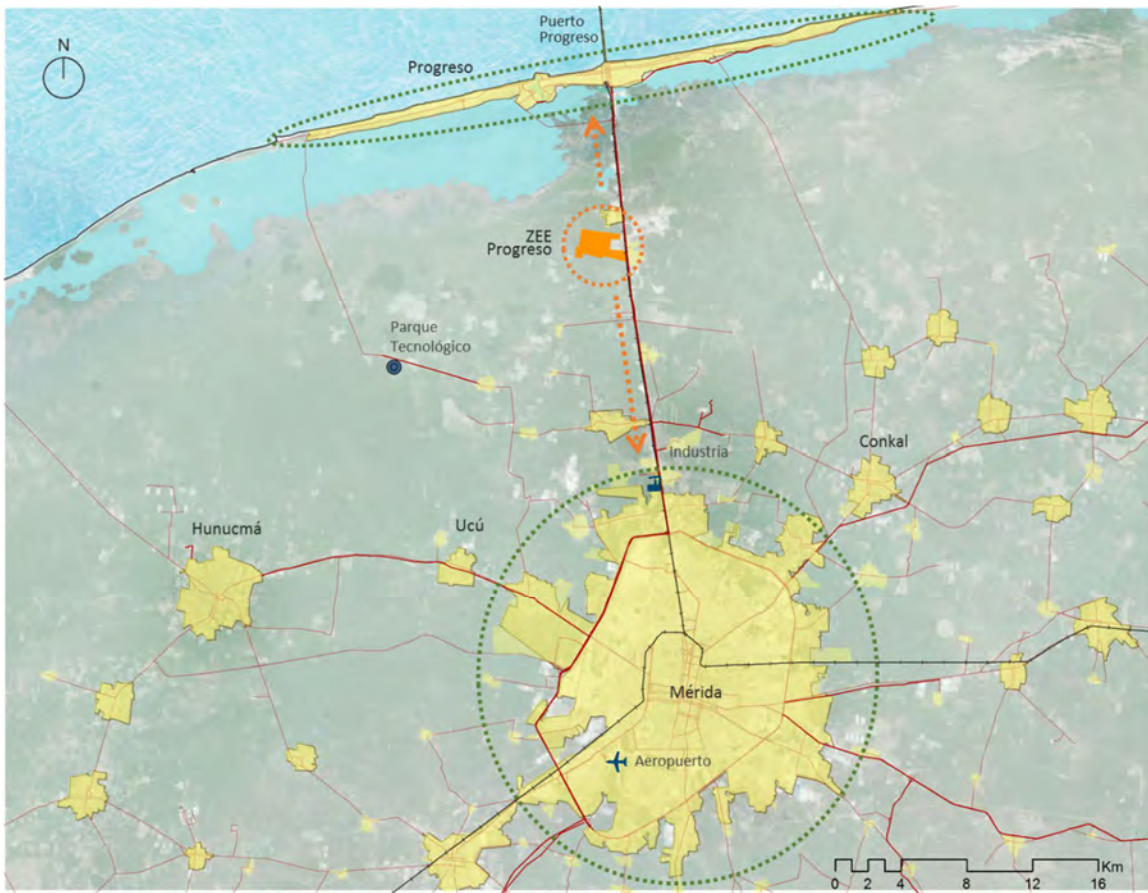 N
Puerto
Progreso
Progreso
ZEE
Progreso
Parque
Tecnológico
Industria
Conkal
Hunucmá
Ucú
Mérida
Aeropuerto
Km
0 2 4 8 12 16